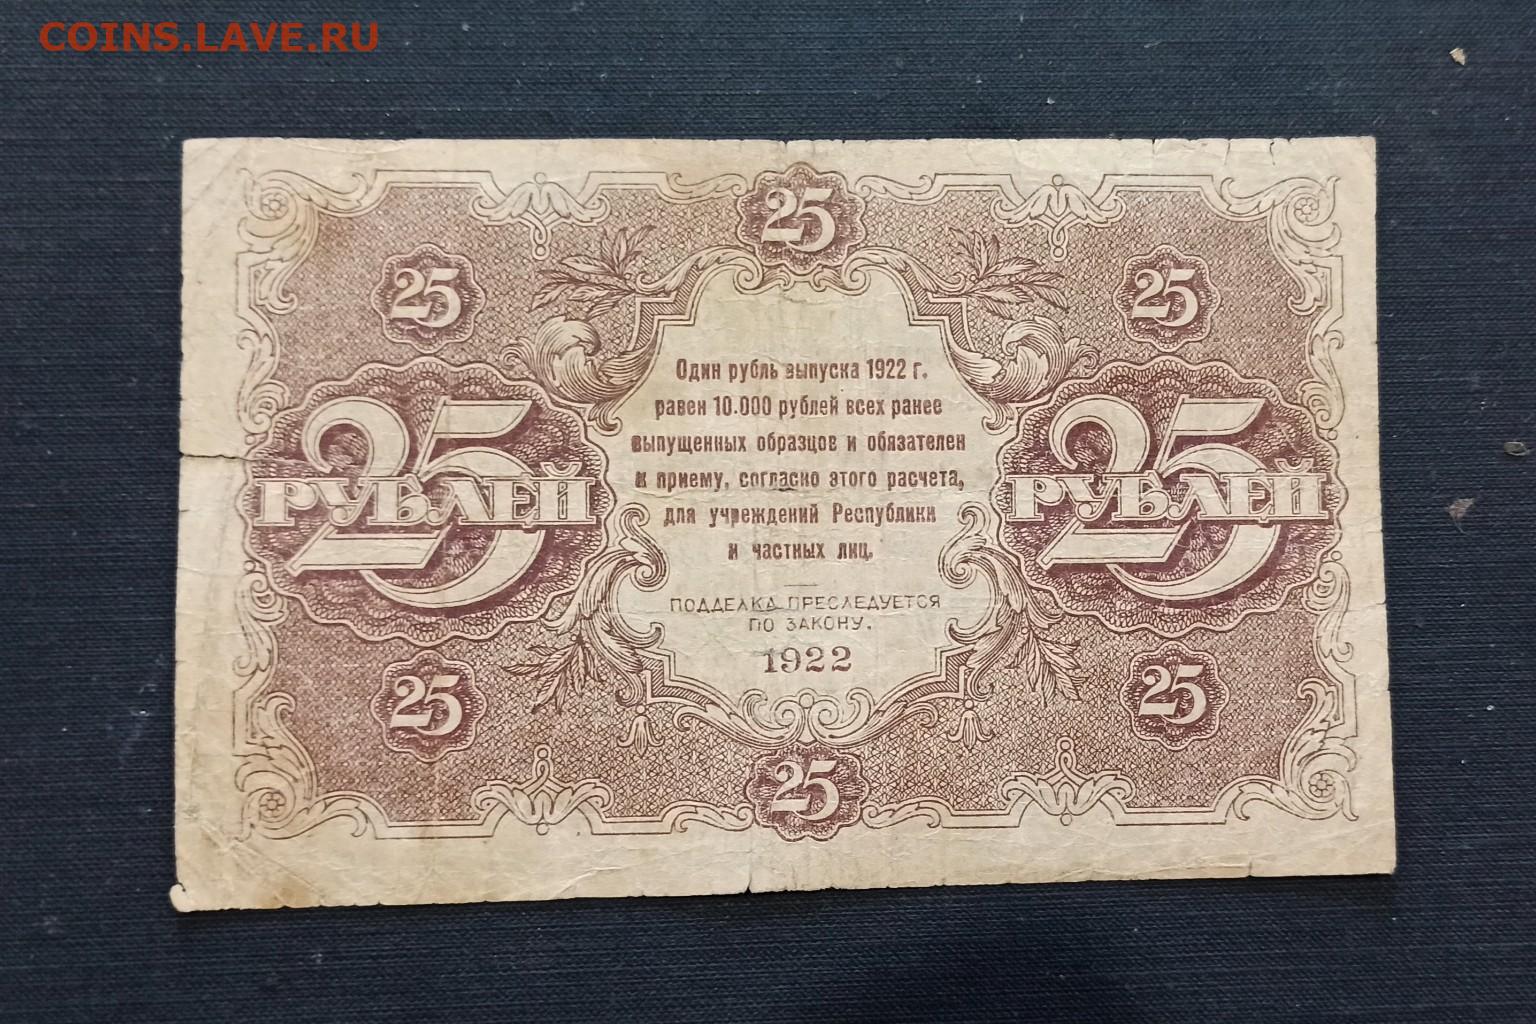 COINS.LAVE.RU
25
25
25
Один рубль выпуска 1922 г.
равен 10.000 рублей всех ранее
выпущенных образцов и обязателен
к приему, согласно этого расчета,
для учреждений Республики
и частных лиц.
25
РУБЛЕЙ
25
РУБЛЕЙ
ПОДДЕЛКА ПРЕСЛЕДУЕТСЯ
ПО ЗАКОНУ.
1922
25
25
25